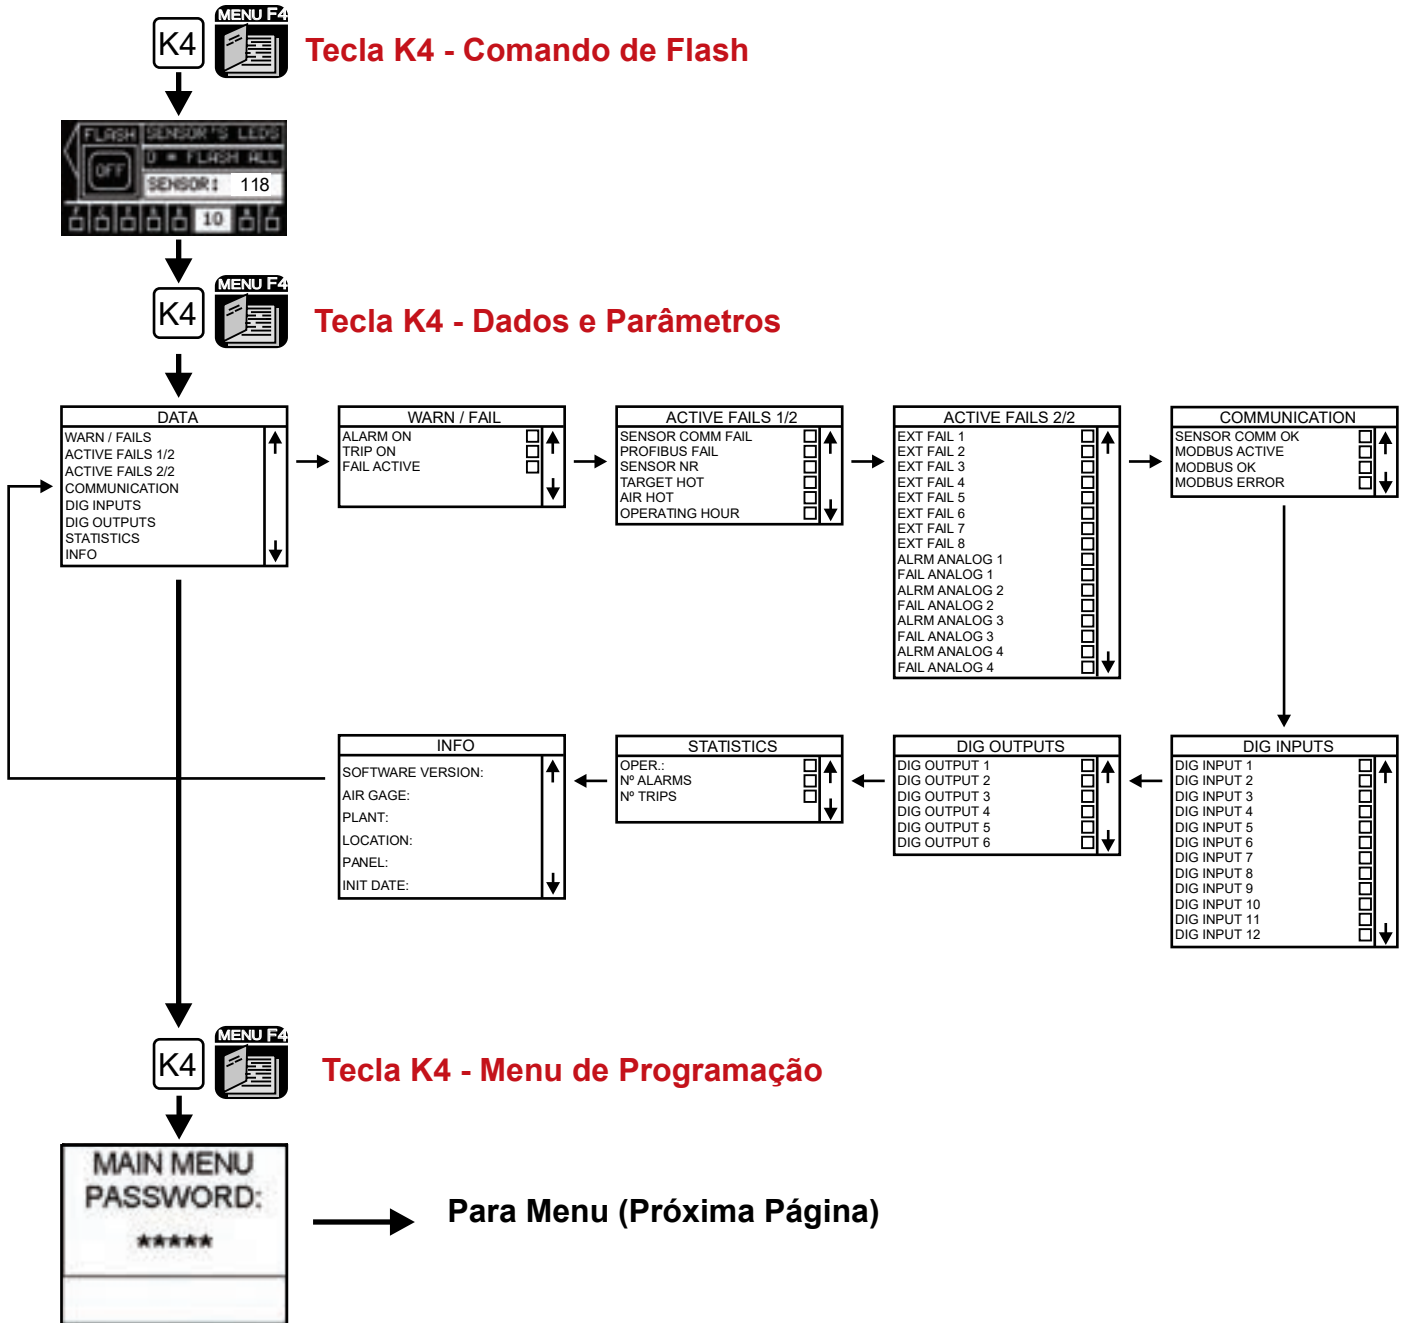 MENU F4
K4
Tecla K4 - Comando de Flash
FLASH
SENSOR'S LEDS
0 = FLASH ALL
OFF
SENSOR: 118
10
MENU F4
K4
Tecla K4 - Dados e Parâmetros
DATA
WARN / FAILS
ACTIVE FAILS 1/2
ACTIVE FAILS 2/2
COMMUNICATION
DIG INPUTS
DIG OUTPUTS
STATISTICS
INFO
WARN / FAIL
ALARM ON
TRIP ON
FAIL ACTIVE
ACTIVE FAILS 1/2
SENSOR COMM FAIL
PROFIBUS FAIL
SENSOR NR
TARGET HOT
AIR HOT
OPERATING HOUR
ACTIVE FAILS 2/2
EXT FAIL 1
EXT FAIL 2
EXT FAIL 3
EXT FAIL 4
EXT FAIL 5
EXT FAIL 6
EXT FAIL 7
EXT FAIL 8
ALRM ANALOG 1
FAIL ANALOG 1
ALRM ANALOG 2
FAIL ANALOG 2
ALRM ANALOG 3
FAIL ANALOG 3
ALRM ANALOG 4
FAIL ANALOG 4
COMMUNICATION
SENSOR COMM OK
MODBUS ACTIVE
MODBUS OK
MODBUS ERROR
INFO
SOFTWARE VERSION:
AIR GAGE:
PLANT:
LOCATION:
PANEL:
INIT DATE:
STATISTICS
OPER.:
Nº ALARMS
Nº TRIPS
DIG OUTPUTS
DIG OUTPUT 1
DIG OUTPUT 2
DIG OUTPUT 3
DIG OUTPUT 4
DIG OUTPUT 5
DIG OUTPUT 6
DIG INPUTS
DIG INPUT 1
DIG INPUT 2
DIG INPUT 3
DIG INPUT 4
DIG INPUT 5
DIG INPUT 6
DIG INPUT 7
DIG INPUT 8
DIG INPUT 9
DIG INPUT 10
DIG INPUT 11
DIG INPUT 12
MENU F4
K4
Tecla K4 - Menu de Programação
MAIN MENU
PASSWORD:
*****
Para Menu (Próxima Página)